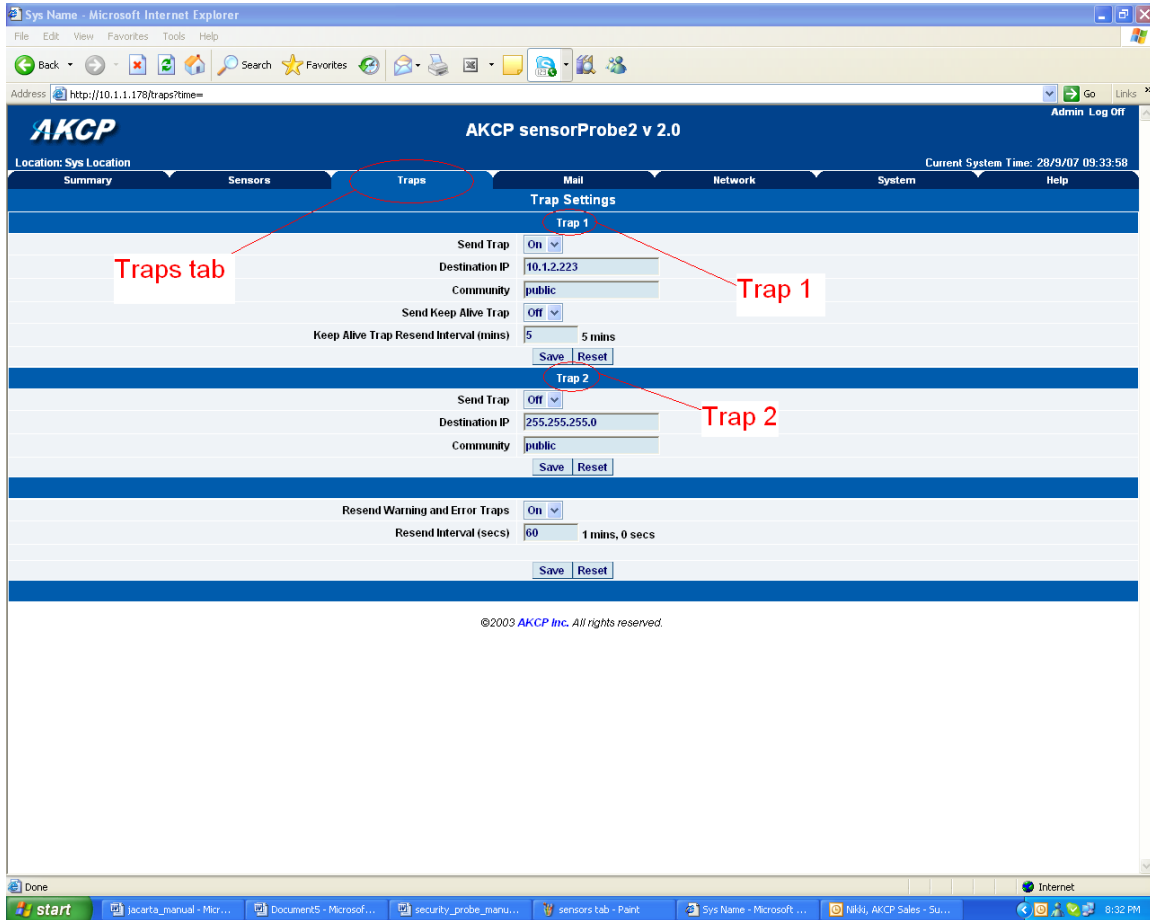 Sys Name - Microsoft Internet Explorer
File Edit View Favorites Tools Help
Back Search Favorites
Address http://10.1.1.178/traps?time= Go Links »
Admin Log Off
AKCP AKCP sensorProbe2 v 2.0
Location: Sys Location Current System Time: 28/9/07 09:33:58
Summary Sensors Traps Mail Network System Help
Trap Settings
Trap 1
Send Trap On
Destination IP 10.1.2.223
Community public
Send Keep Alive Trap Off
Keep Alive Trap Resend Interval (mins) 5 5 mins
Save Reset
Traps tab
Trap 1
Trap 2
Send Trap Off
Destination IP 255.255.255.0
Community public
Save Reset
Trap 2
Resend Warning and Error Traps On
Resend Interval (secs) 60 1 mins, 0 secs
Save Reset
©2003 AKCP Inc. All rights reserved.
Done Internet
start jacarta_manual - Micr... Document5 - Microsof... security_probe_manu... sensors tab - Paint Sys Name - Microsoft ... Nikki, AKCP Sales - Su... 8:32 PM